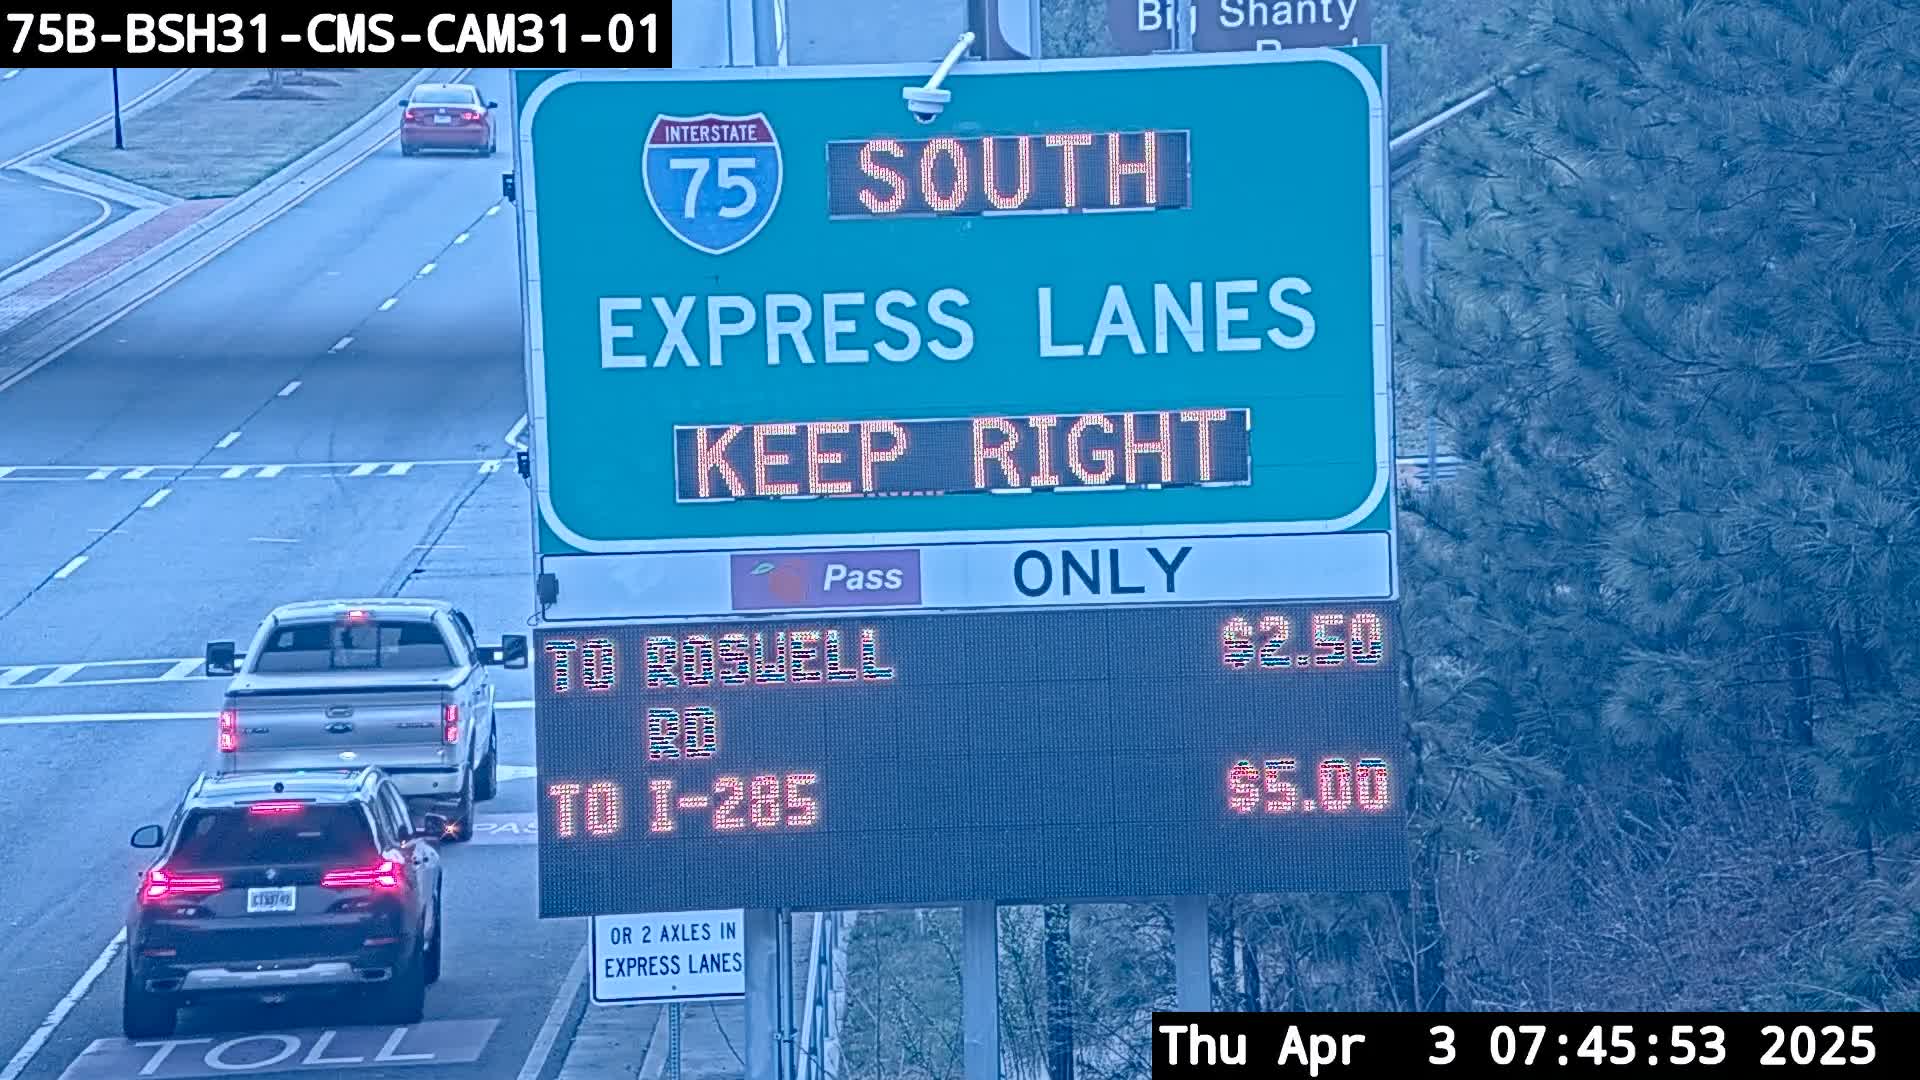 75B-BSH31-CMS-CAM31-01
Big Shanty
INTERSTATE
75
SOUTH
EXPRESS LANES
KEEP RIGHT
Pass ONLY
TO ROSWELL $2.50
RD
TO I-285 $5.00
OR 2 AXLES IN
EXPRESS LANES
TOLL
Thu Apr 3 07:45:53 2025